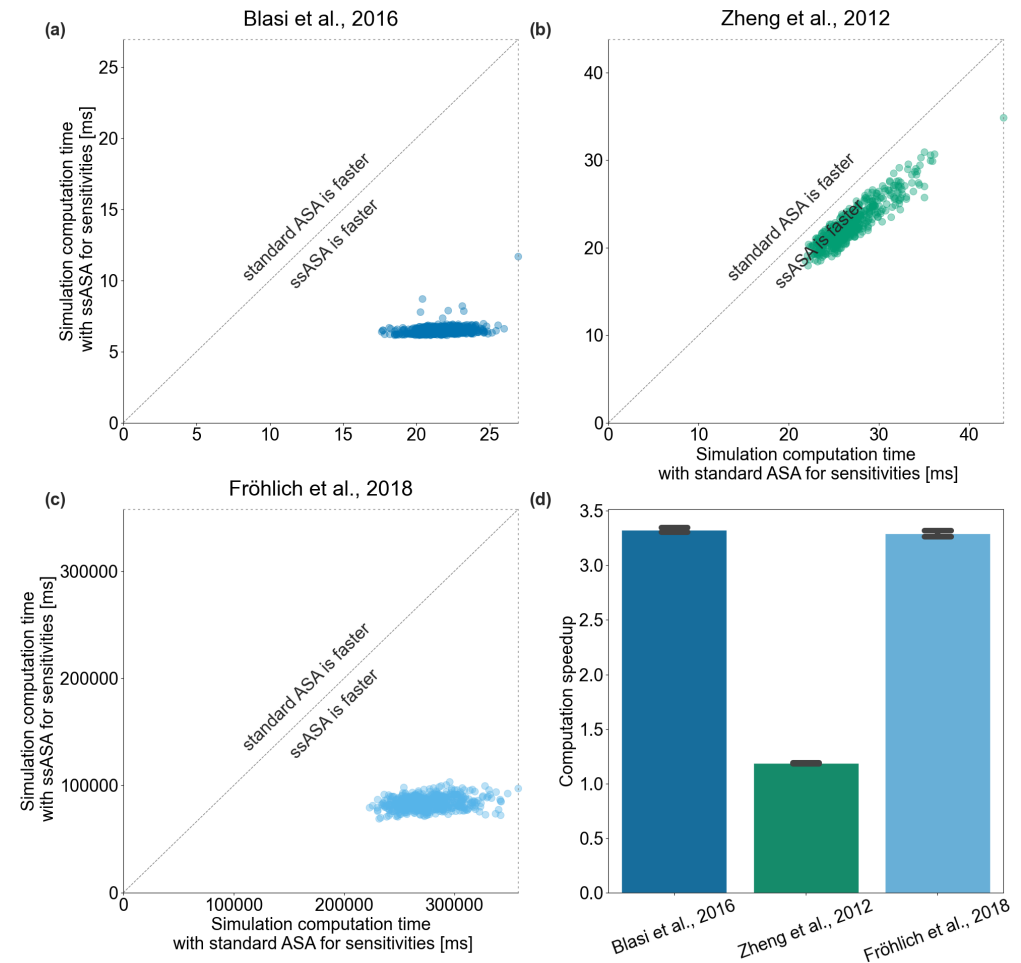 (a)
Blasi et al., 2016
Simulation computation time
with ssASA for sensitivities [ms]
25
20
15
10
5
0
standard ASA is faster
ssASA is faster
0 5 10 15 20 25
(b)
Zheng et al., 2012
40
30
20
10
0
standard ASA is faster
ssASA is faster
0 10 20 30 40
Simulation computation time
with standard ASA for sensitivities [ms]
(c)
Fröhlich et al., 2018
Simulation computation time
with ssASA for sensitivities [ms]
300000
200000
100000
0
standard ASA is faster
ssASA is faster
0 100000 200000 300000
Simulation computation time
with standard ASA for sensitivities [ms]
(d)
Computation speedup
3.5
3.0
2.5
2.0
1.5
1.0
0.5
0.0
Blasi et al., 2016
Zheng et al., 2012
Fröhlich et al., 2018